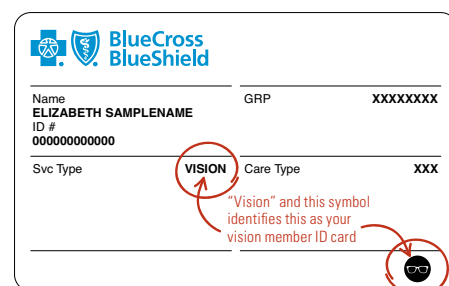 BlueCross
BlueShield
Name
ELIZABETH SAMPLENAME
ID #
000000000000
GRP XXXXXXXX
Svc Type VISION
Care Type XXX
"Vision" and this symbol
identifies this as your
vision member ID card